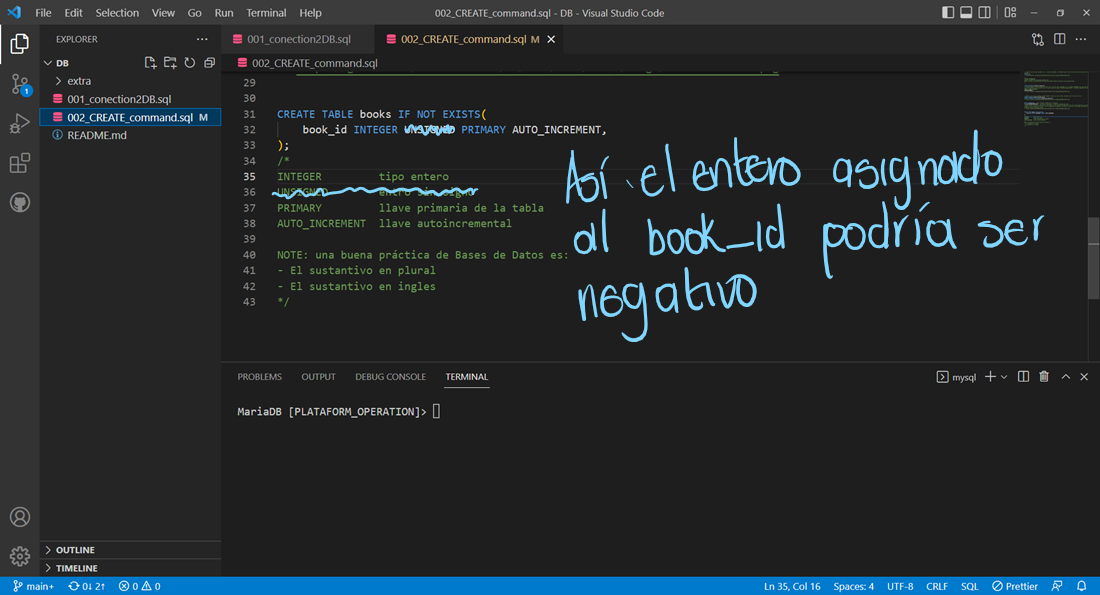 File Edit Selection View Go Run Terminal Help
002_CREATE_command.sql - DB - Visual Studio Code
EXPLORER
DB
extra
001_conection2DB.sql
002_CREATE_command.sql M
README.md
OUTLINE
TIMELINE
001_conection2DB.sql
002_CREATE_command.sql M
002_CREATE_command.sql
29
30
31 CREATE TABLE books IF NOT EXISTS(
32 book_id INTEGER UNSIGNED PRIMARY AUTO_INCREMENT,
33 );
34 /*
35 INTEGER tipo entero
36 UNSIGNED entro sin signo
37 PRIMARY llave primaria de la tabla
38 AUTO_INCREMENT llave autoincremental
39
40 NOTE: una buena práctica de Bases de Datos es:
41 - El sustantivo en plural
42 - El sustantivo en ingles
43 */
Así el entero asignado
al book_id podría ser
negativo
PROBLEMS OUTPUT DEBUG CONSOLE TERMINAL
mysql
MariaDB [PLATAFORM_OPERATION]>
main+ 0↓ 2↑ 0 0
Ln 35, Col 16 Spaces: 4 UTF-8 CRLF SQL Prettier